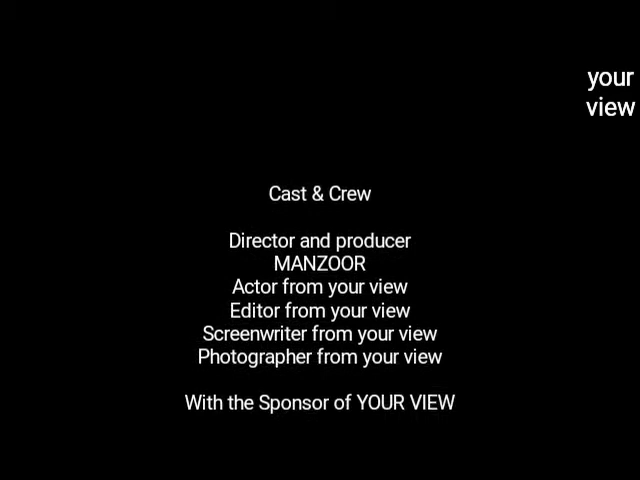 your
view
Cast & Crew
Director and producer
MANZOOR
Actor from your view
Editor from your view
Screenwriter from your view
Photographer from your view
With the Sponsor of YOUR VIEW